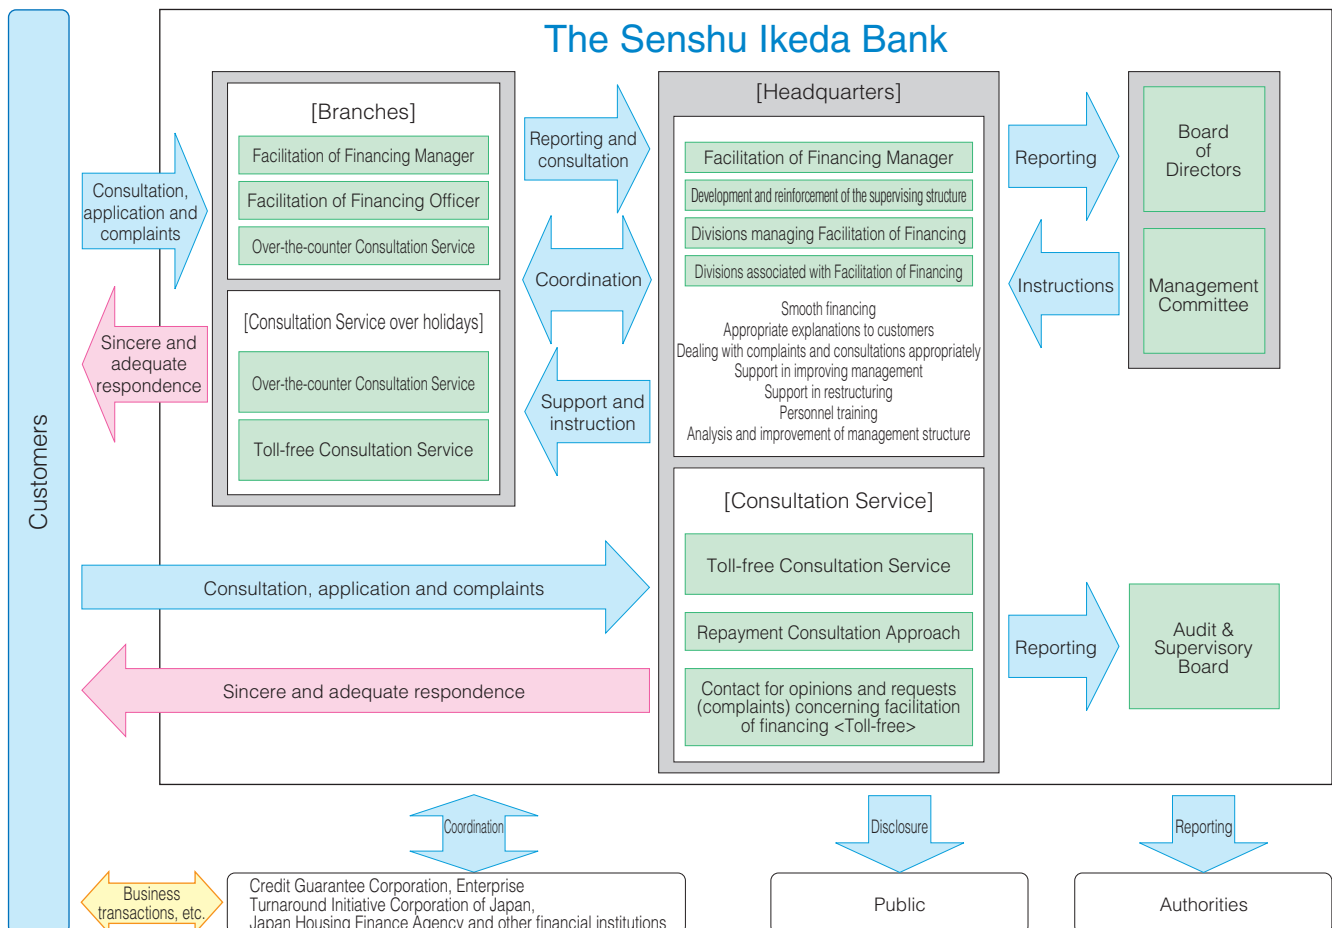 The Senshu Ikeda Bank
Customers
Consultation,
application and
complaints
Sincere and
adequate
respondence
[Branches]
Facilitation of Financing Manager
Facilitation of Financing Officer
Over-the-counter Consultation Service
[Consultation Service over holidays]
Over-the-counter Consultation Service
Toll-free Consultation Service
Reporting and
consultation
Coordination
Support and
instruction
[Headquarters]
Facilitation of Financing Manager
Development and reinforcement of the supervising structure
Divisions managing Facilitation of Financing
Divisions associated with Facilitation of Financing
Smooth financing
Appropriate explanations to customers
Dealing with complaints and consultations appropriately
Support in improving management
Support in restructuring
Personnel training
Analysis and improvement of management structure
Reporting
Instructions
Board
of
Directors
Management
Committee
Consultation, application and complaints
Sincere and adequate respondence
[Consultation Service]
Toll-free Consultation Service
Repayment Consultation Approach
Contact for opinions and requests
(complaints) concerning facilitation
of financing <Toll-free>
Reporting
Audit &
Supervisory
Board
Coordination
Disclosure
Reporting
Business
transactions, etc.
Credit Guarantee Corporation, Enterprise
Turnaround Initiative Corporation of Japan,
Japan Housing Finance Agency and other financial institutions
Public
Authorities